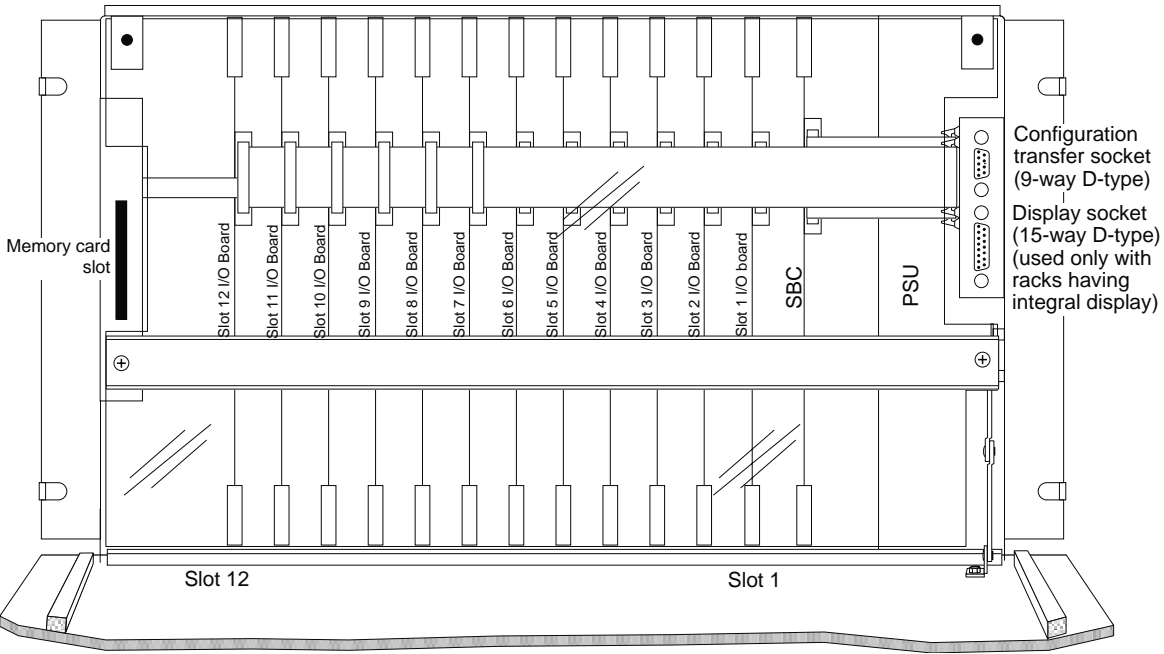 Memory card
slot
Slot 12 I/O Board
Slot 11 I/O Board
Slot 10 I/O Board
Slot 9 I/O Board
Slot 8 I/O Board
Slot 7 I/O Board
Slot 6 I/O Board
Slot 5 I/O Board
Slot 4 I/O Board
Slot 3 I/O Board
Slot 2 I/O Board
Slot 1 I/O board
SBC
PSU
Configuration
transfer socket
(9-way D-type)
Display socket
(15-way D-type)
(used only with
racks having
integral display)
Slot 12
Slot 1